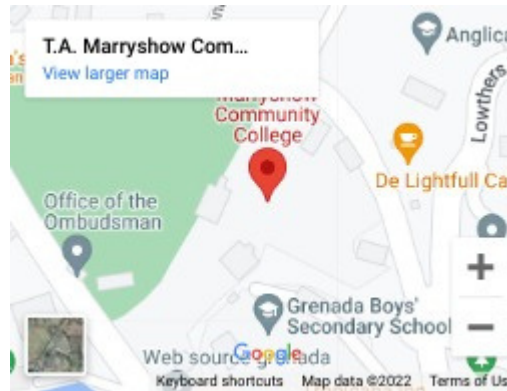 T.A. Marryshow Com...
View larger map
Anglica
Marryshow
Community
College
Lowthers
De Lightfull Ca
Office of the
Ombudsman
Grenada Boys'
Secondary School
Web source grenada
Google
Keyboard shortcuts Map data ©2022 Terms of Us